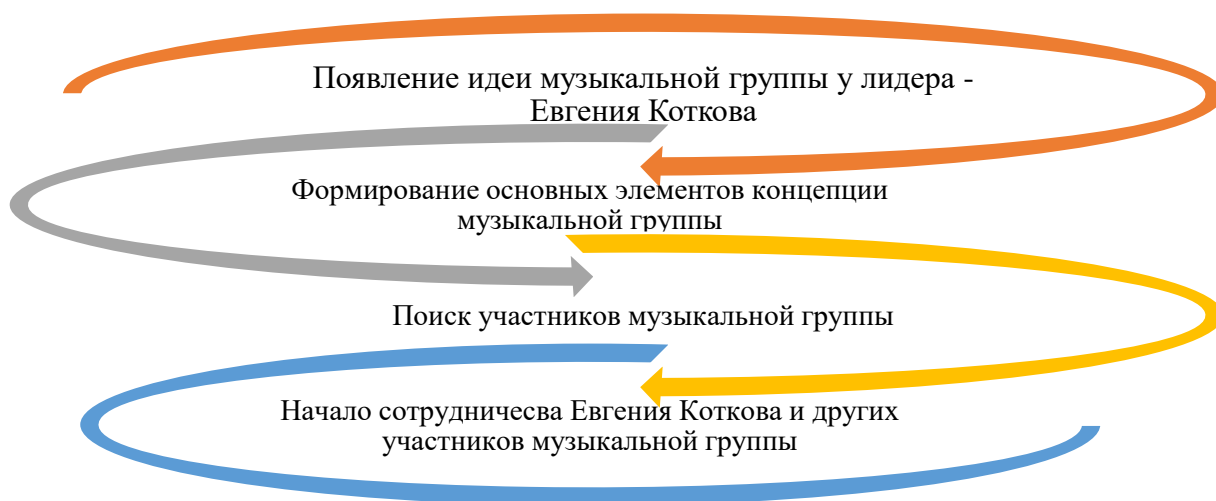 Появление идеи музыкальной группы у лидера -
Евгения Коткова
Формирование основных элементов концепции
музыкальной группы
Поиск участников музыкальной группы
Начало сотрудничесва Евгения Коткова и других
участников музыкальной группы